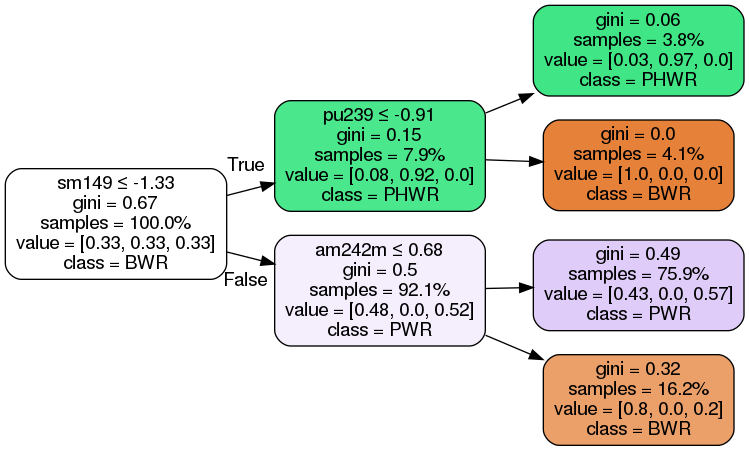 sm149 ≤ -1.33
gini = 0.67
samples = 100.0%
value = [0.33, 0.33, 0.33]
class = BWR
True
False
pu239 ≤ -0.91
gini = 0.15
samples = 7.9%
value = [0.08, 0.92, 0.0]
class = PHWR
am242m ≤ 0.68
gini = 0.5
samples = 92.1%
value = [0.48, 0.0, 0.52]
class = PWR
gini = 0.06
samples = 3.8%
value = [0.03, 0.97, 0.0]
class = PHWR
gini = 0.0
samples = 4.1%
value = [1.0, 0.0, 0.0]
class = BWR
gini = 0.49
samples = 75.9%
value = [0.43, 0.0, 0.57]
class = PWR
gini = 0.32
samples = 16.2%
value = [0.8, 0.0, 0.2]
class = BWR